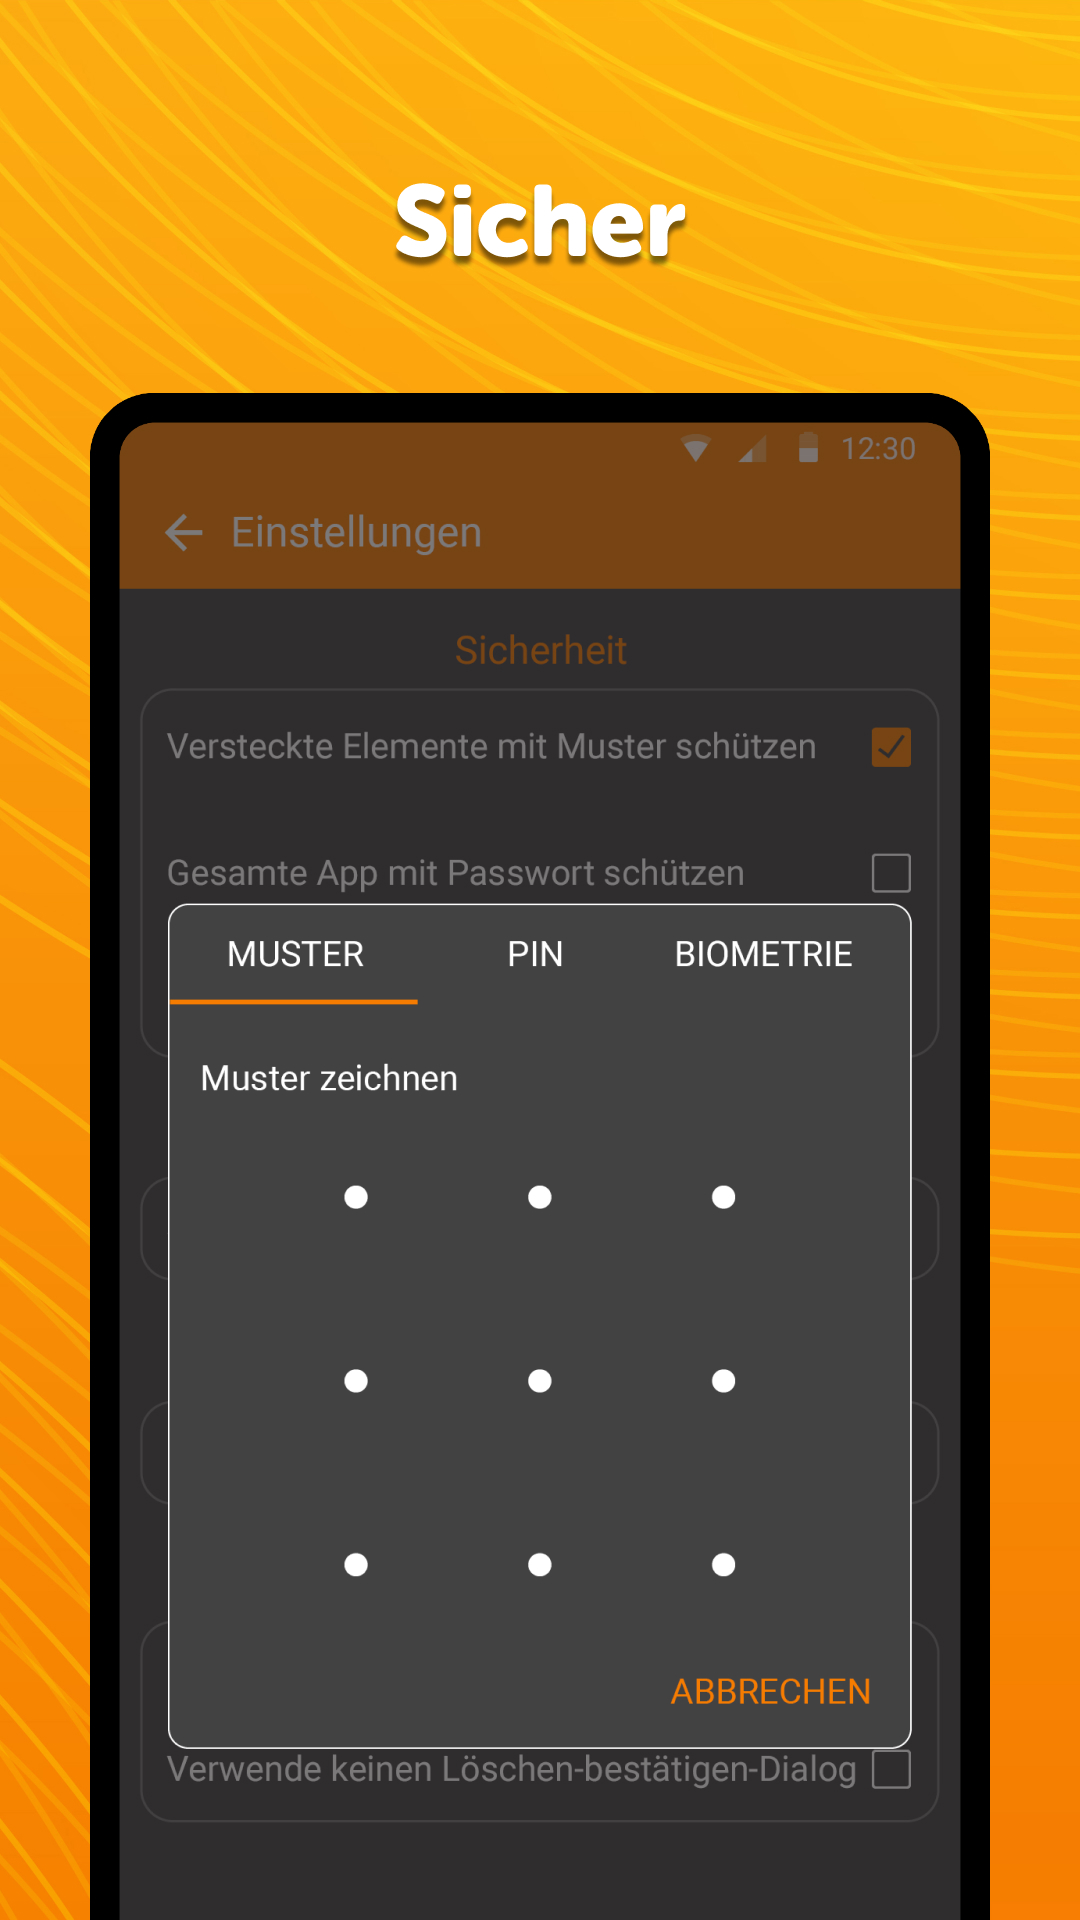 Sicher
12:30
Einstellungen
Sicherheit
Versteckte Elemente mit Muster schützen
Gesamte App mit Passwort schützen
MUSTER PIN BIOMETRIE
Muster zeichnen
ABBRECHEN
Verwende keinen Löschen-bestätigen-Dialog